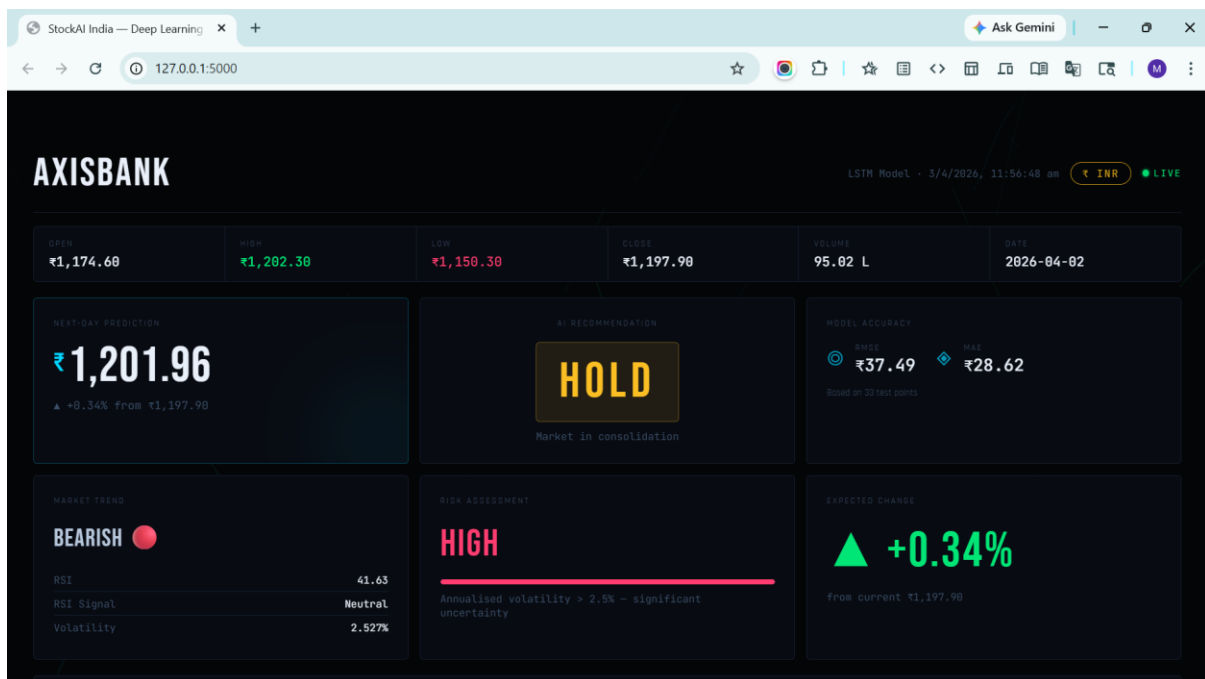 StockAI India — Deep Learning
Ask Gemini
127.0.0.1:5000
M
AXISBANK
LSTM Model · 3/4/2026, 11:56:48 am
₹ INR
LIVE
OPEN
₹1,174.60
HIGH
₹1,202.30
LOW
₹1,150.30
CLOSE
₹1,197.90
VOLUME
95.02 L
DATE
2026-04-02
NEXT-DAY PREDICTION
₹1,201.96
▲ +0.34% from ₹1,197.90
AI RECOMMENDATION
HOLD
Market in consolidation
MODEL ACCURACY
RMSE
₹37.49
MAE
₹28.62
Based on 33 test points
MARKET TREND
BEARISH
RSI 41.63
RSI Signal Neutral
Volatility 2.527%
RISK ASSESSMENT
HIGH
Annualised volatility > 2.5% — significant
uncertainty
EXPECTED CHANGE
▲ +0.34%
from current ₹1,197.90